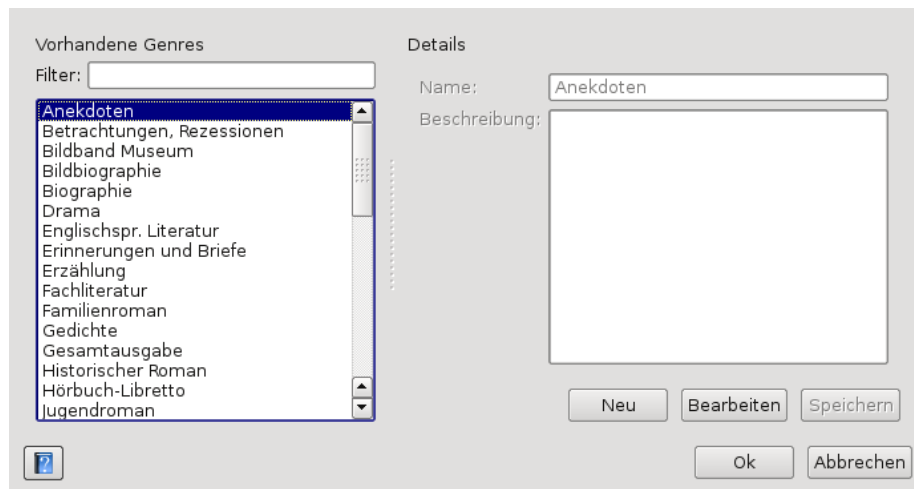 Vorhandene Genres
Filter:
Anekdoten
Betrachtungen, Rezessionen
Bildband Museum
Bildbiographie
Biographie
Drama
Englischspr. Literatur
Erinnerungen und Briefe
Erzählung
Fachliteratur
Familienroman
Gedichte
Gesamtausgabe
Historischer Roman
Hörbuch-Libretto
Jugendroman
Details
Name: Anekdoten
Beschreibung:
Neu Bearbeiten Speichern
? Ok Abbrechen